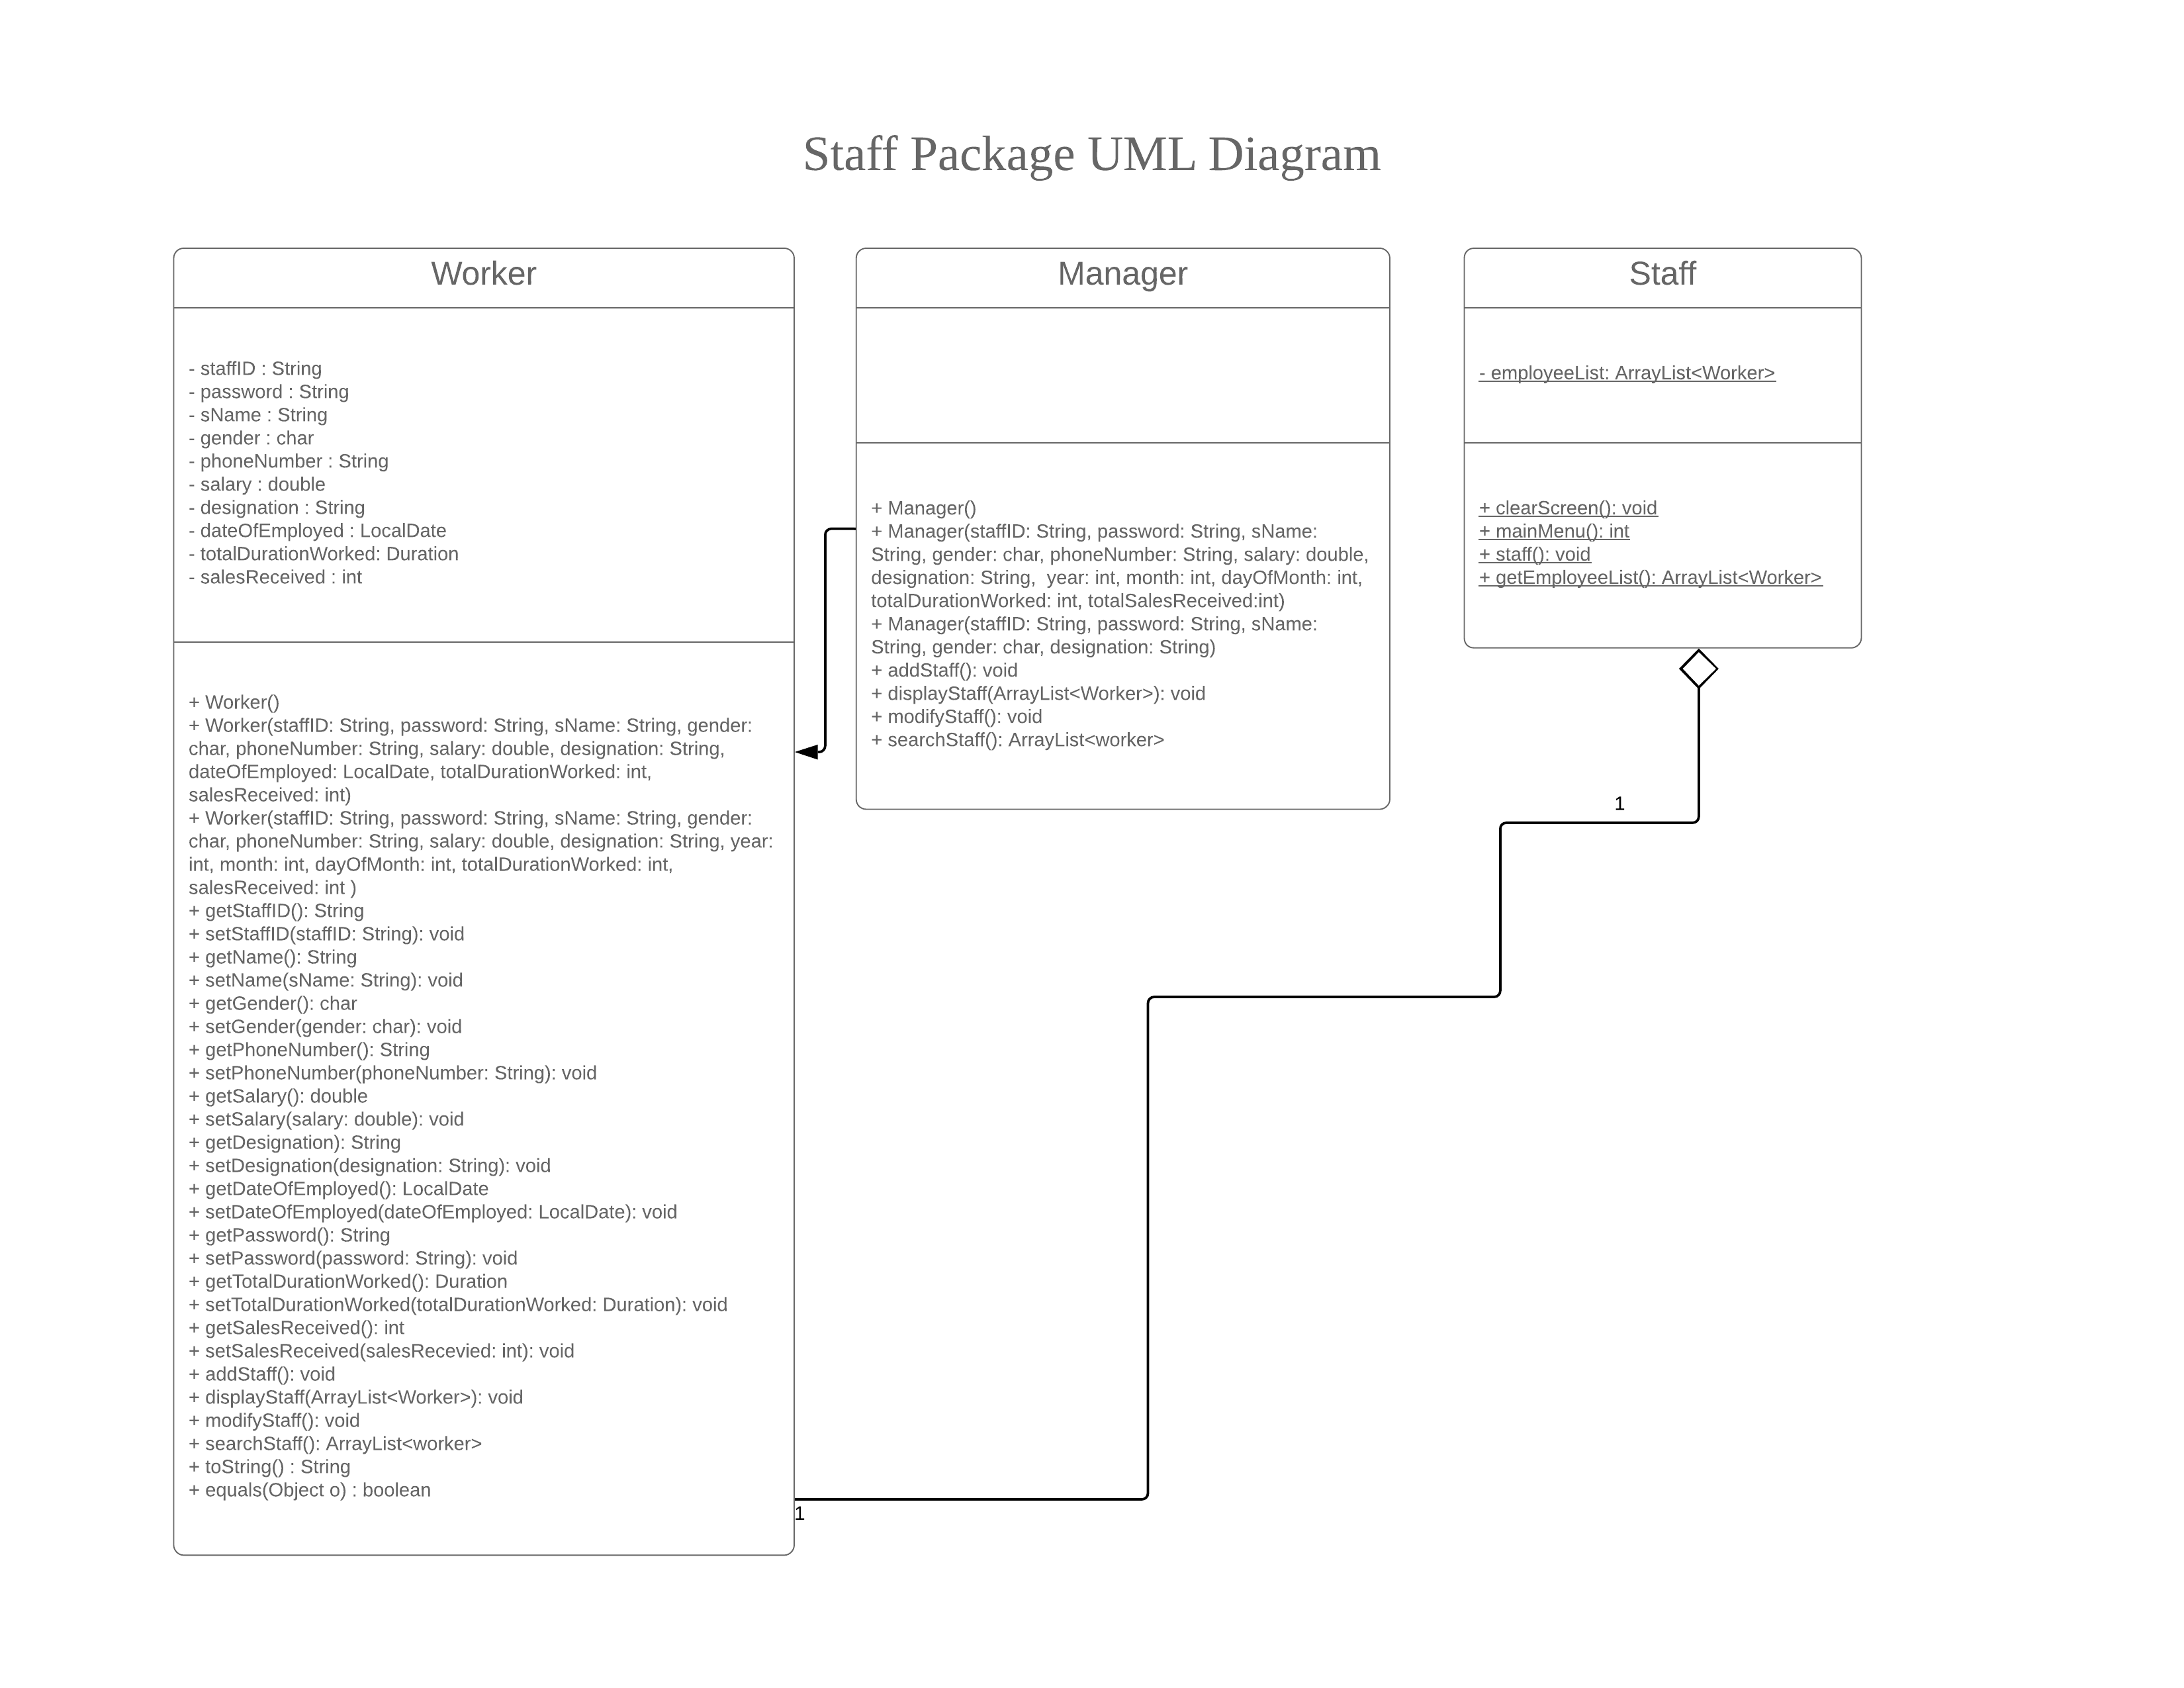 Staff Package UML Diagram
Worker
- staffID : String
- password : String
- sName : String
- gender : char
- phoneNumber : String
- salary : double
- designation : String
- dateOfEmployed : LocalDate
- totalDurationWorked: Duration
- salesReceived : int
+ Worker()
+ Worker(staffID: String, password: String, sName: String, gender:
char, phoneNumber: String, salary: double, designation: String,
dateOfEmployed: LocalDate, totalDurationWorked: int,
salesReceived: int)
+ Worker(staffID: String, password: String, sName: String, gender:
char, phoneNumber: String, salary: double, designation: String, year:
int, month: int, dayOfMonth: int, totalDurationWorked: int,
salesReceived: int )
+ getStaffID(): String
+ setStaffID(staffID: String): void
+ getName(): String
+ setName(sName: String): void
+ getGender(): char
+ setGender(gender: char): void
+ getPhoneNumber(): String
+ setPhoneNumber(phoneNumber: String): void
+ getSalary(): double
+ setSalary(salary: double): void
+ getDesignation): String
+ setDesignation(designation: String): void
+ getDateOfEmployed(): LocalDate
+ setDateOfEmployed(dateOfEmployed: LocalDate): void
+ getPassword(): String
+ setPassword(password: String): void
+ getTotalDurationWorked(): Duration
+ setTotalDurationWorked(totalDurationWorked: Duration): void
+ getSalesReceived(): int
+ setSalesReceived(salesRecevied: int): void
+ addStaff(): void
+ displayStaff(ArrayList<Worker>): void
+ modifyStaff(): void
+ searchStaff(): ArrayList<worker>
+ toString() : String
+ equals(Object o) : boolean
Manager
+ Manager()
+ Manager(staffID: String, password: String, sName:
String, gender: char, phoneNumber: String, salary: double,
designation: String,  year: int, month: int, dayOfMonth: int,
totalDurationWorked: int, totalSalesReceived:int)
+ Manager(staffID: String, password: String, sName:
String, gender: char, designation: String)
+ addStaff(): void
+ displayStaff(ArrayList<Worker>): void
+ modifyStaff(): void
+ searchStaff(): ArrayList<worker>
Staff
- employeeList: ArrayList<Worker>
+ clearScreen(): void
+ mainMenu(): int
+ staff(): void
+ getEmployeeList(): ArrayList<Worker>
1
1